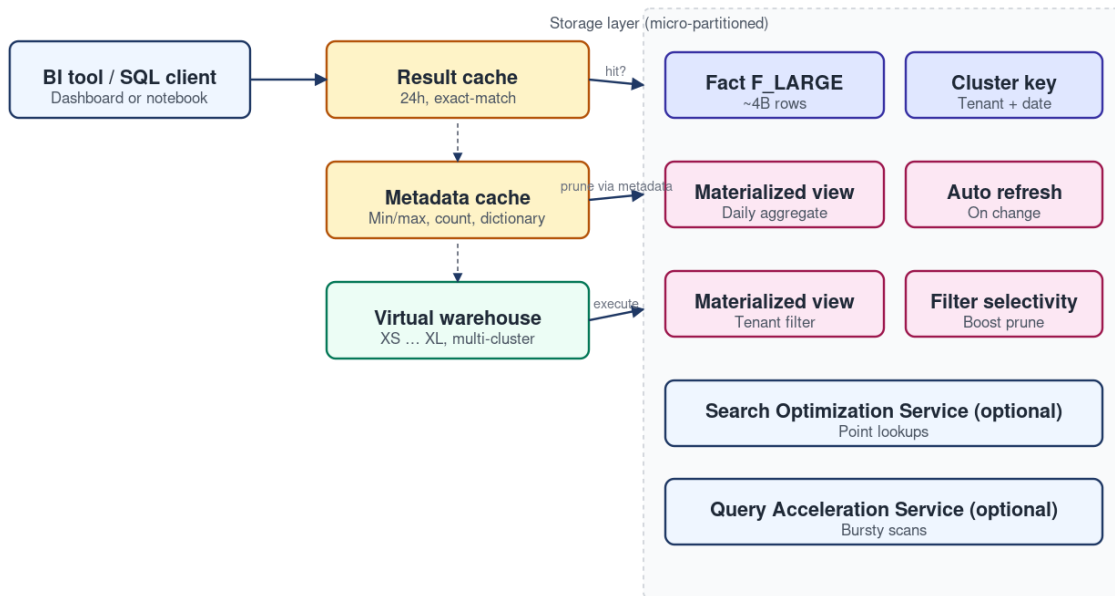 Storage layer (micro-partitioned)
BI tool / SQL client
Dashboard or notebook
Result cache
24h, exact-match
hit?
Fact F_LARGE
~4B rows
Cluster key
Tenant + date
Metadata cache
Min/max, count, dictionary
prune via metadata
Materialized view
Daily aggregate
Auto refresh
On change
Virtual warehouse
XS … XL, multi-cluster
execute
Materialized view
Tenant filter
Filter selectivity
Boost prune
Search Optimization Service (optional)
Point lookups
Query Acceleration Service (optional)
Bursty scans